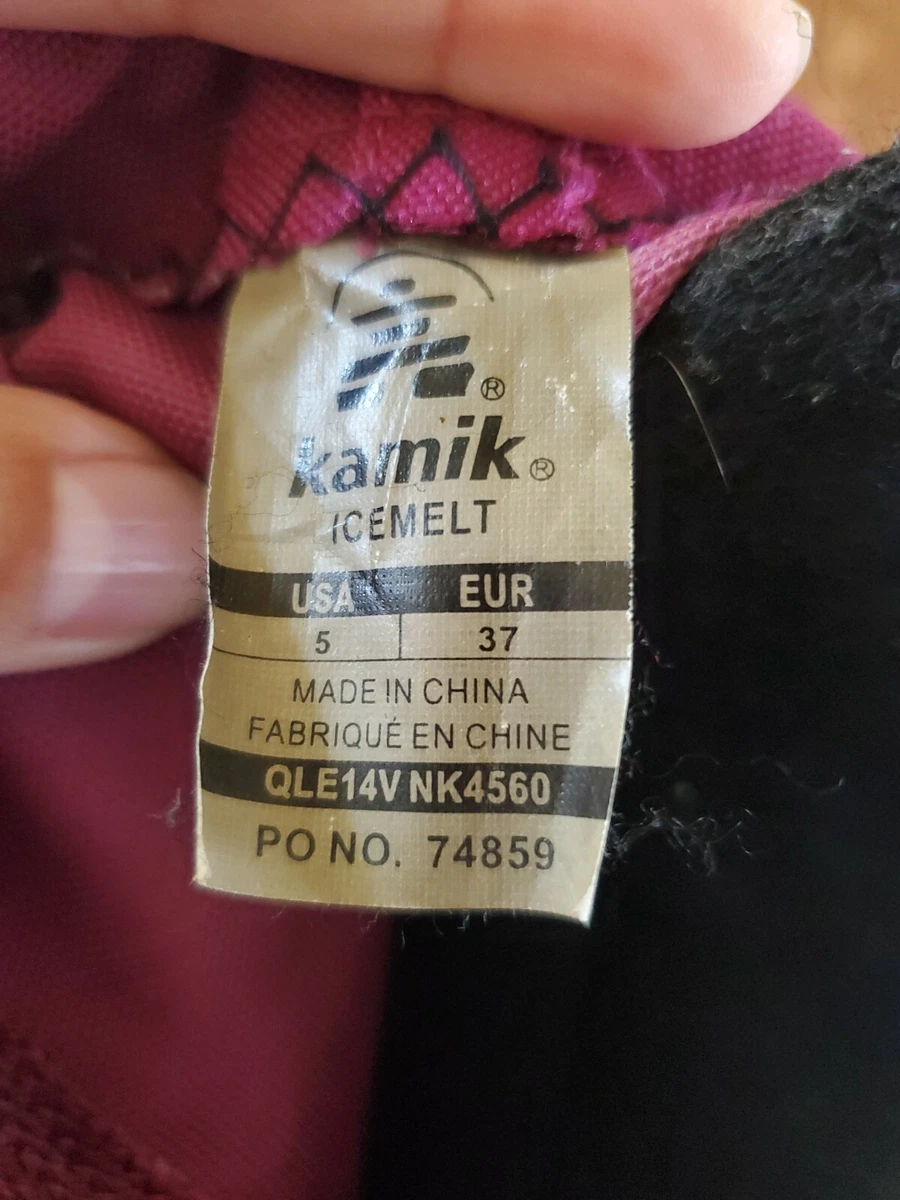 ®
kamik®
ICEMELT
USA EUR
5 37
MADE IN CHINA
FABRIQUÉ EN CHINE
QLE14V NK4560
PO NO. 74859